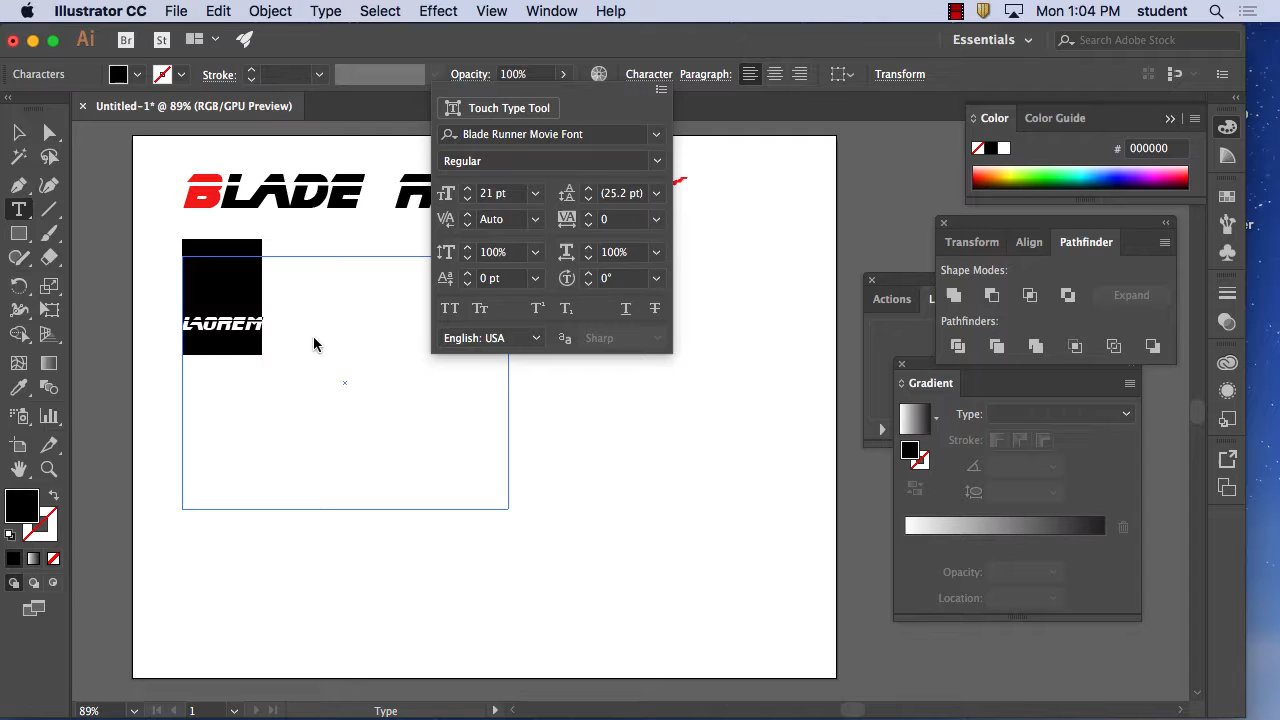 Illustrator CC File Edit Object Type Select Effect View Window Help Mon 1:04 PM student
Ai Br St Essentials Search Adobe Stock
Characters Stroke: Opacity: 100% Character Paragraph: Transform
Untitled-1* @ 89% (RGB/GPU Preview)
Touch Type Tool
Blade Runner Movie Font
Regular
21 pt (25.2 pt)
Auto 0
100% 100%
0 pt 0°
English: USA Sharp
BLADE
LAOREM
Color Color Guide
# 000000
Transform Align Pathfinder
Shape Modes:
Expand
Pathfinders:
Actions
Gradient
Type:
Stroke:
Opacity:
Location:
89% 1 Type